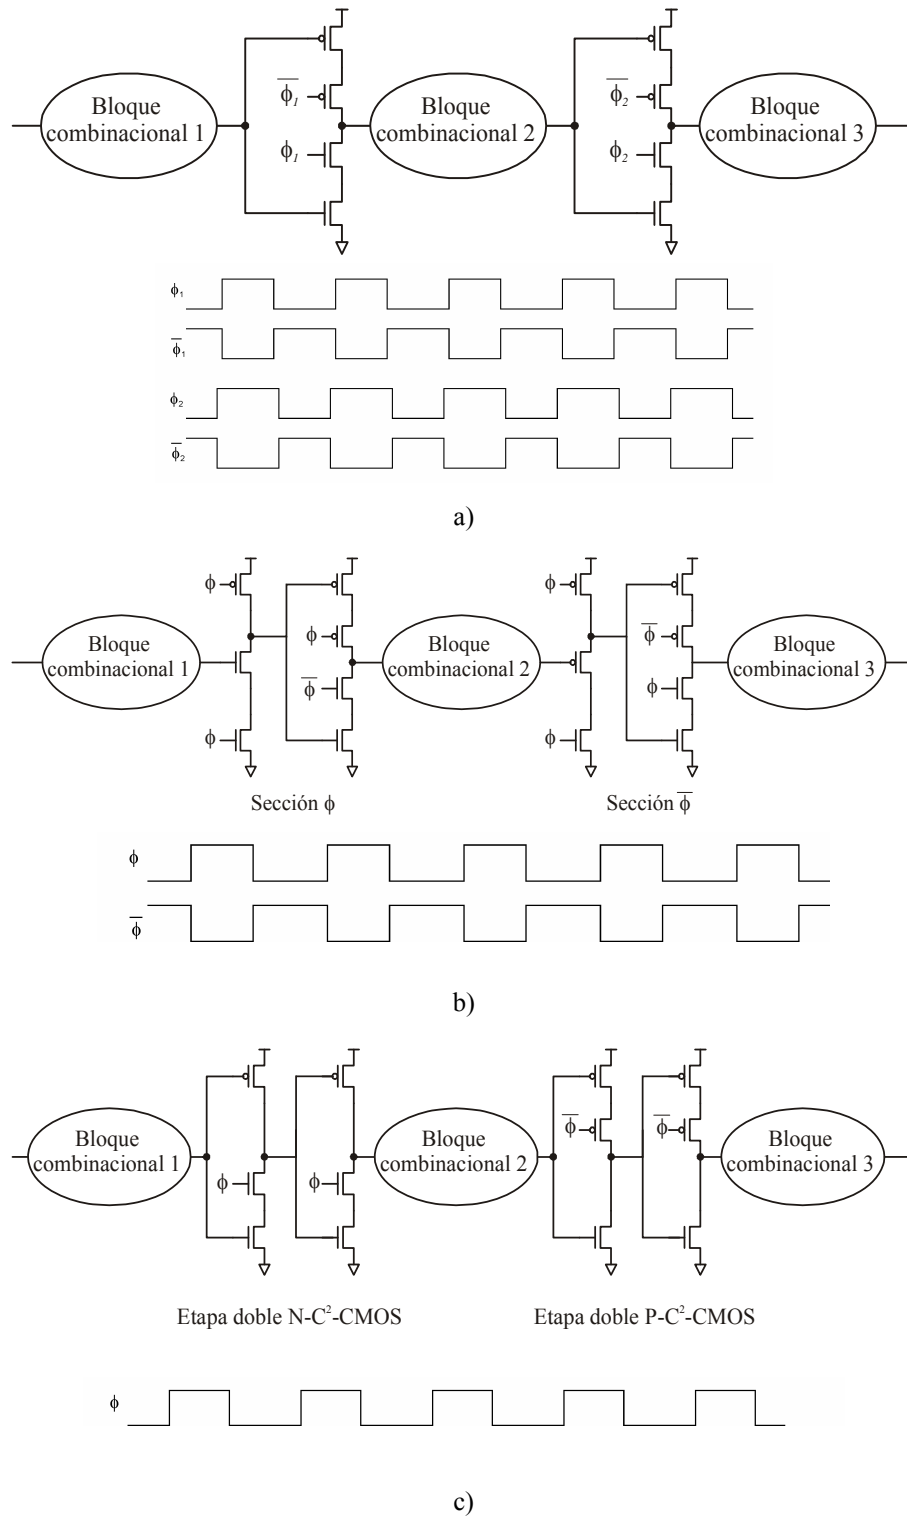 Bloque
combinacional 1
Bloque
combinacional 2
Bloque
combinacional 3
ϕ̅₁
ϕ₁
ϕ̅₂
ϕ₂
ϕ₁
ϕ̅₁
ϕ₂
ϕ̅₂
a)
ϕ
ϕ
ϕ
ϕ̅
ϕ
ϕ
ϕ̅
ϕ
Bloque
combinacional 1
Bloque
combinacional 2
Bloque
combinacional 3
Sección ϕ
Sección ϕ̅
ϕ
ϕ̅
b)
Bloque
combinacional 1
ϕ
ϕ
Bloque
combinacional 2
ϕ̅
ϕ̅
Bloque
combinacional 3
Etapa doble N-C²-CMOS
Etapa doble P-C²-CMOS
ϕ
c)